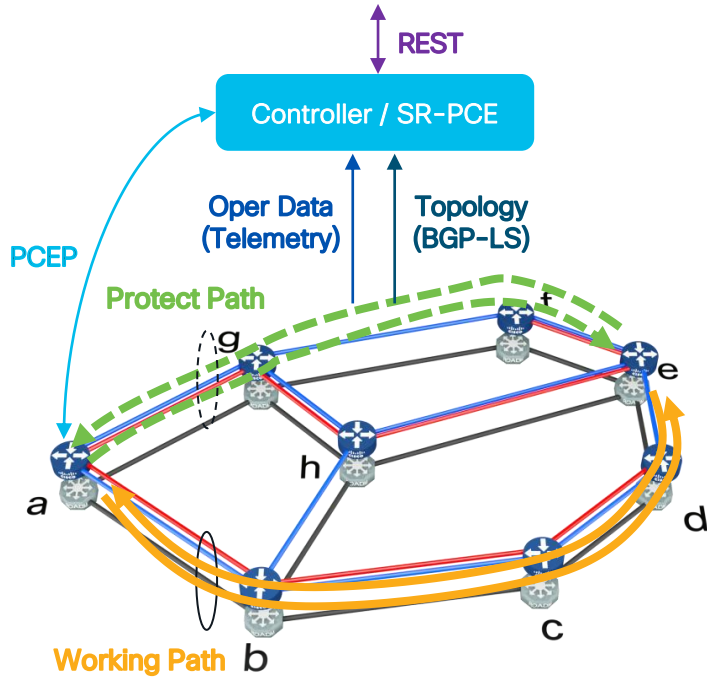 REST
Controller / SR-PCE
Oper Data
(Telemetry)
Topology
(BGP-LS)
PCEP
Protect Path
f
g
e
h
a
d
c
b
Working Path